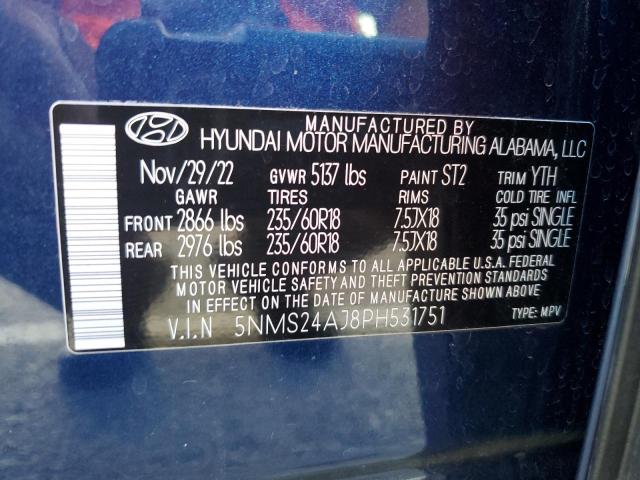 MANUFACTURED BY
HYUNDAI MOTOR MANUFACTURING ALABAMA, LLC
Nov/29/22 GVWR 5137 lbs PAINT ST2 TRIM YTH
GAWR TIRES RIMS COLD TIRE INFL
FRONT 2866 lbs 235/60R18 7.5JX18 35 psi SINGLE
REAR 2976 lbs 235/60R18 7.5JX18 35 psi SINGLE
THIS VEHICLE CONFORMS TO ALL APPLICABLE U.S.A. FEDERAL
MOTOR VEHICLE SAFETY AND THEFT PREVENTION STANDARDS
IN EFFECT ON THE DATE OF MANUFACTURE SHOWN ABOVE.
V.I.N 5NMS24AJ8PH531751 TYPE: MPV